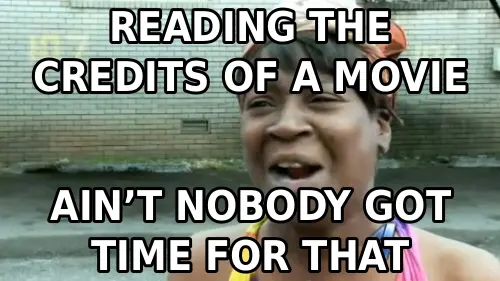 READING THE
CREDITS OF A MOVIE
AIN'T NOBODY GOT
TIME FOR THAT